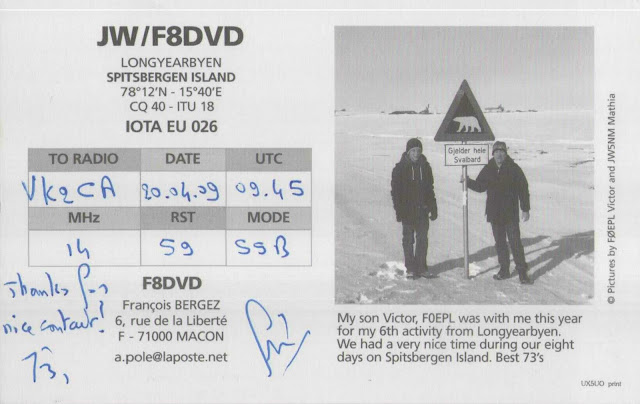 JW/F8DVD
LONGYEARBYEN
SPITSBERGEN ISLAND
78°12'N - 15°40'E
CQ 40 - ITU 18
IOTA EU 026
TO RADIO DATE UTC
VK2CA 20.04.09 09.45
MHz RST MODE
14 59 SSB
Thanks for
nice contact!
73,
F8DVD
François BERGEZ
6, rue de la Liberté
F - 71000 MACON
a.pole@laposte.net
Gjelder hele
Svalbard
© Pictures by FØEPL Victor and JW5NM Mathia
My son Victor, F0EPL was with me this year
for my 6th activity from Longyearbyen.
We had a very nice time during our eight
days on Spitsbergen Island. Best 73's
UX5UO print